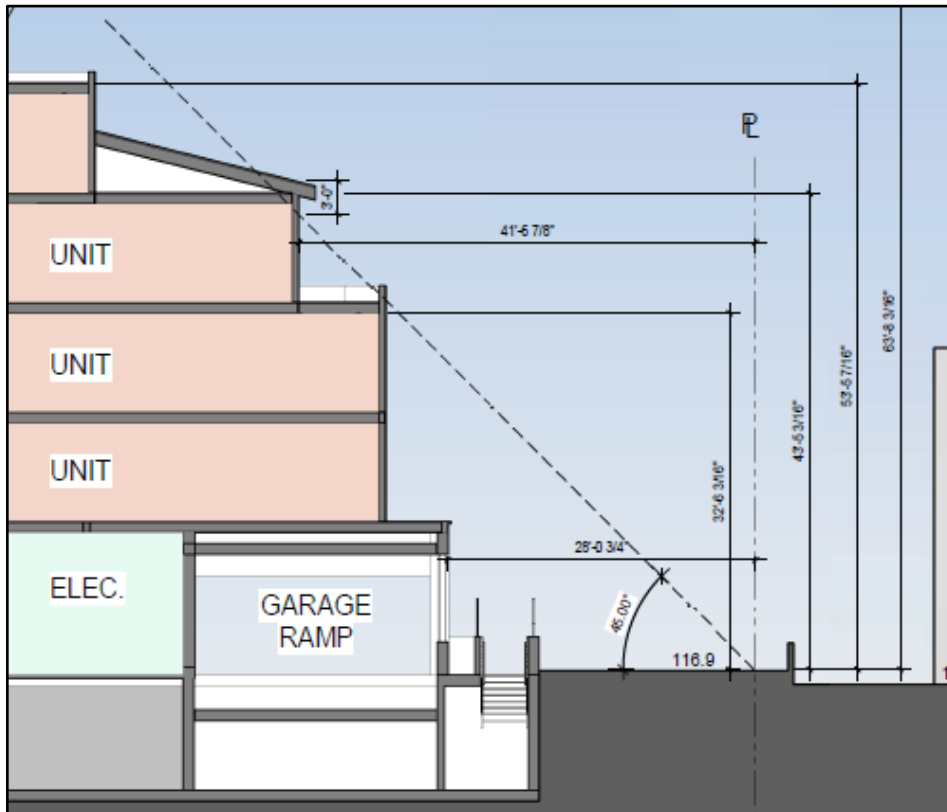 PL
3'-0"
UNIT
41'-6 7/8"
63'-8 3/16"
53'-5 7/16"
UNIT
43'-5 3/16"
UNIT
32'-6 3/16"
28'-0 3/4"
ELEC.
GARAGE
RAMP
45.00°
116.9